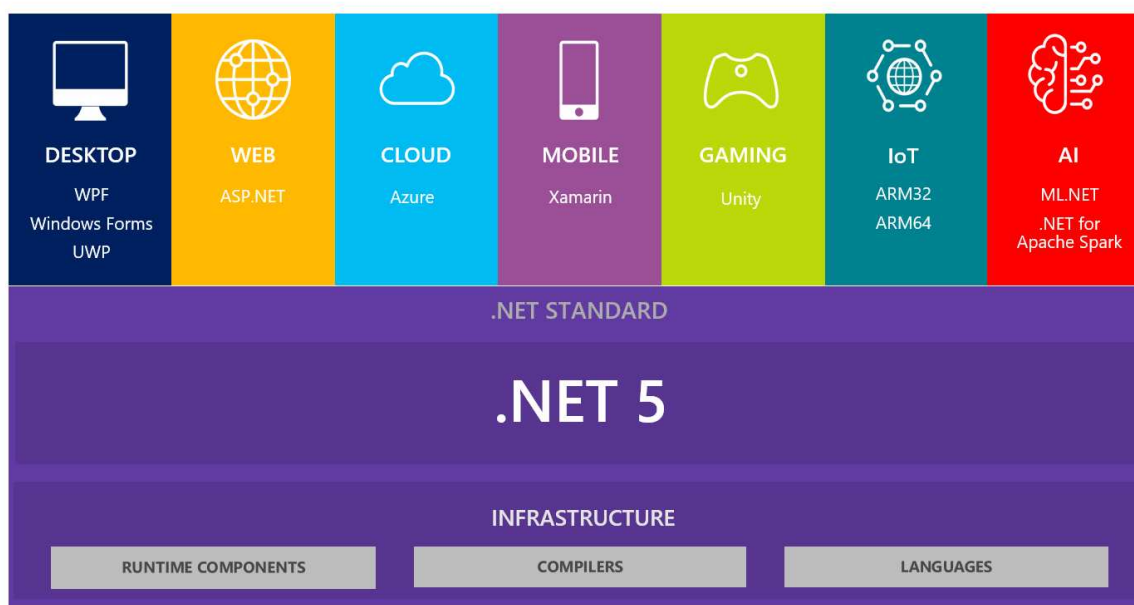 DESKTOP
WPF
Windows Forms
UWP
WEB
ASP.NET
CLOUD
Azure
MOBILE
Xamarin
GAMING
Unity
IoT
ARM32
ARM64
AI
ML.NET
.NET for
Apache Spark
.NET STANDARD
.NET 5
INFRASTRUCTURE
RUNTIME COMPONENTS
COMPILERS
LANGUAGES